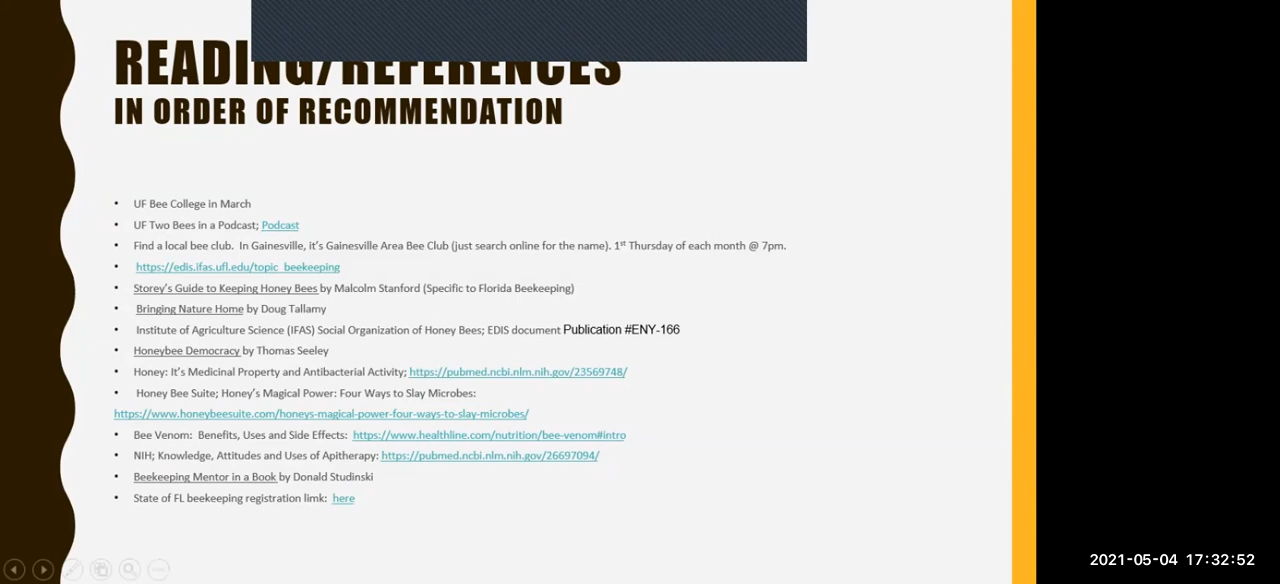 READING/REFERENCES
IN ORDER OF RECOMMENDATION
• UF Bee College in March
• UF Two Bees in a Podcast; Podcast
• Find a local bee club. In Gainesville, it's Gainesville Area Bee Club (just search online for the name). 1st Thursday of each month @ 7pm.
• https://edis.ifas.ufl.edu/topic_beekeeping
• Storey's Guide to Keeping Honey Bees by Malcolm Stanford (Specific to Florida Beekeeping)
• Bringing Nature Home by Doug Tallamy
• Institute of Agriculture Science (IFAS) Social Organization of Honey Bees; EDIS document Publication #ENY-166
• Honeybee Democracy by Thomas Seeley
• Honey: It's Medicinal Property and Antibacterial Activity; https://pubmed.ncbi.nlm.nih.gov/23569748/
• Honey Bee Suite; Honey's Magical Power: Four Ways to Slay Microbes:
https://www.honeybeesuite.com/honeys-magical-power-four-ways-to-slay-microbes/
• Bee Venom: Benefits, Uses and Side Effects: https://www.healthline.com/nutrition/bee-venom#intro
• NIH; Knowledge, Attitudes and Uses of Apitherapy: https://pubmed.ncbi.nlm.nih.gov/26697094/
• Beekeeping Mentor in a Book by Donald Studinski
• State of FL beekeeping registration limk: here
2021-05-04 17:32:52